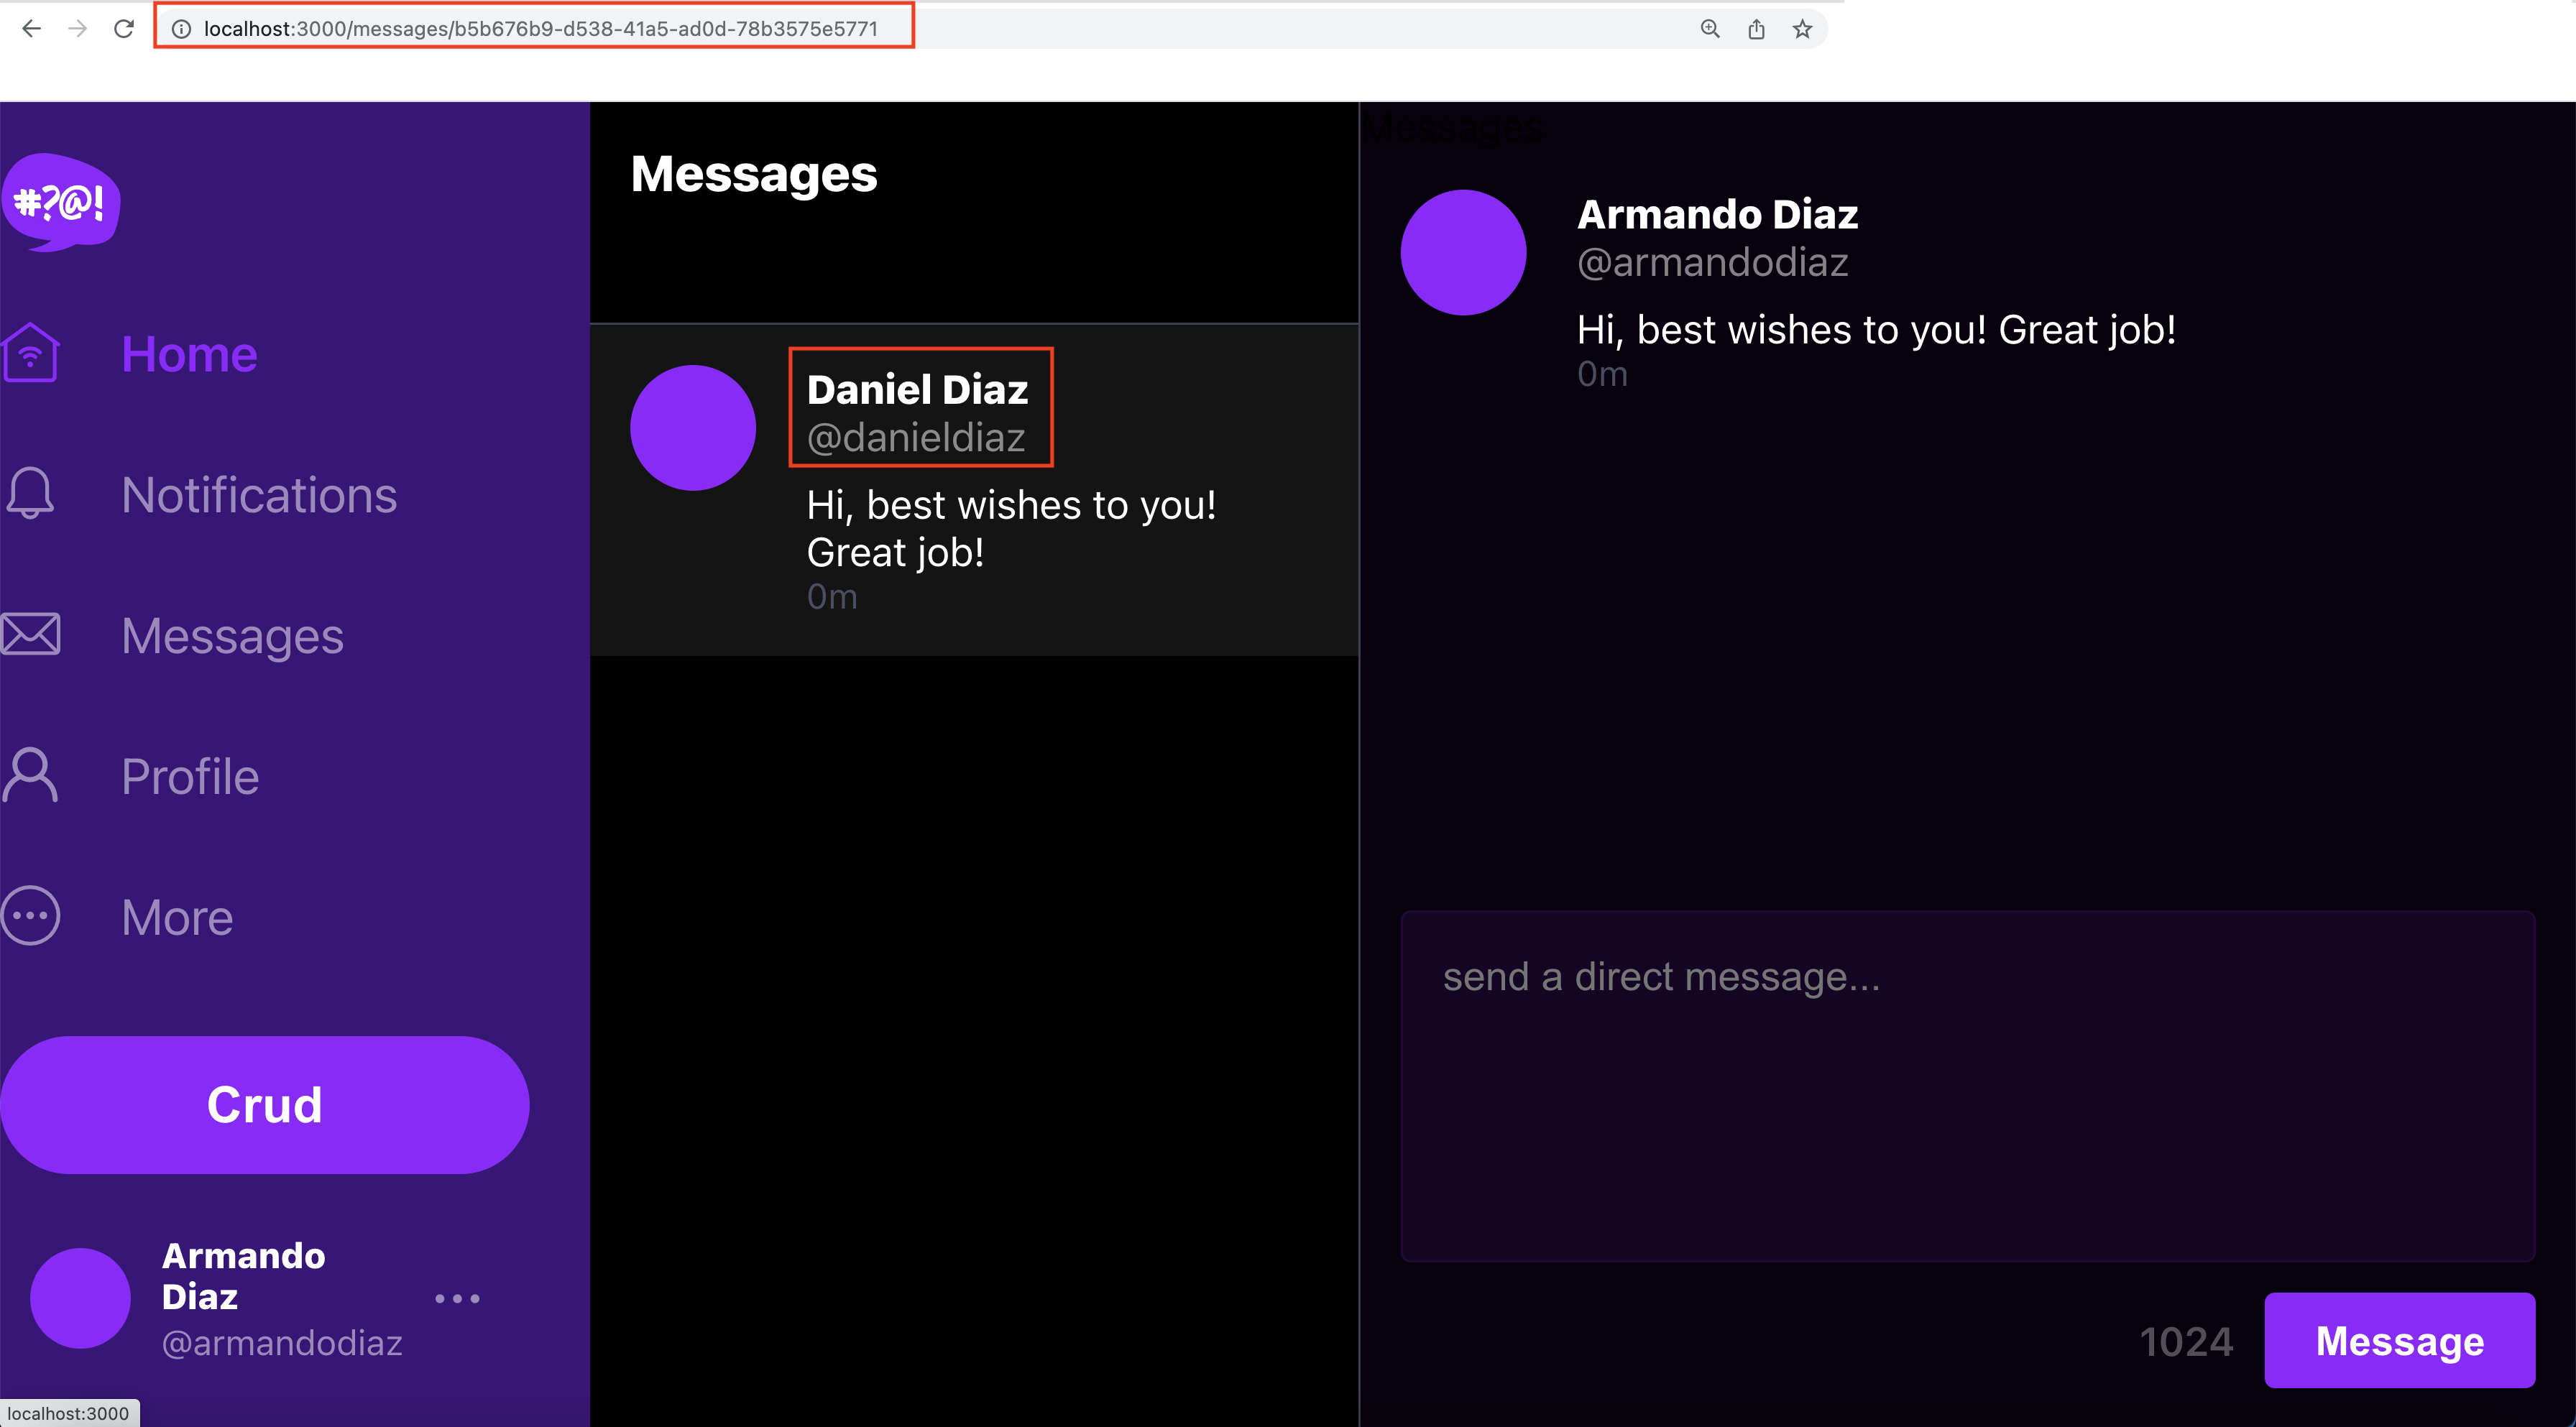 localhost:3000/messages/b5b676b9-d538-41a5-ad0d-78b3575e5771
#?@!
Home
Notifications
Messages
Profile
More
Crud
Armando
Diaz
@armandodiaz
localhost:3000
Messages
Daniel Diaz
@danieldiaz
Hi, best wishes to you!
Great job!
0m
Messages
Armando Diaz
@armandodiaz
Hi, best wishes to you! Great job!
0m
send a direct message...
1024
Message